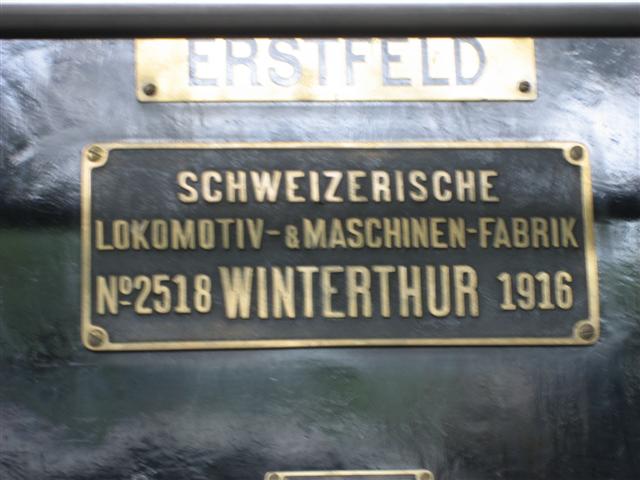 ERSTFELD
SCHWEIZERISCHE
LOKOMOTIV-&MASCHINEN-FABRIK
Nº2518 WINTERTHUR 1916